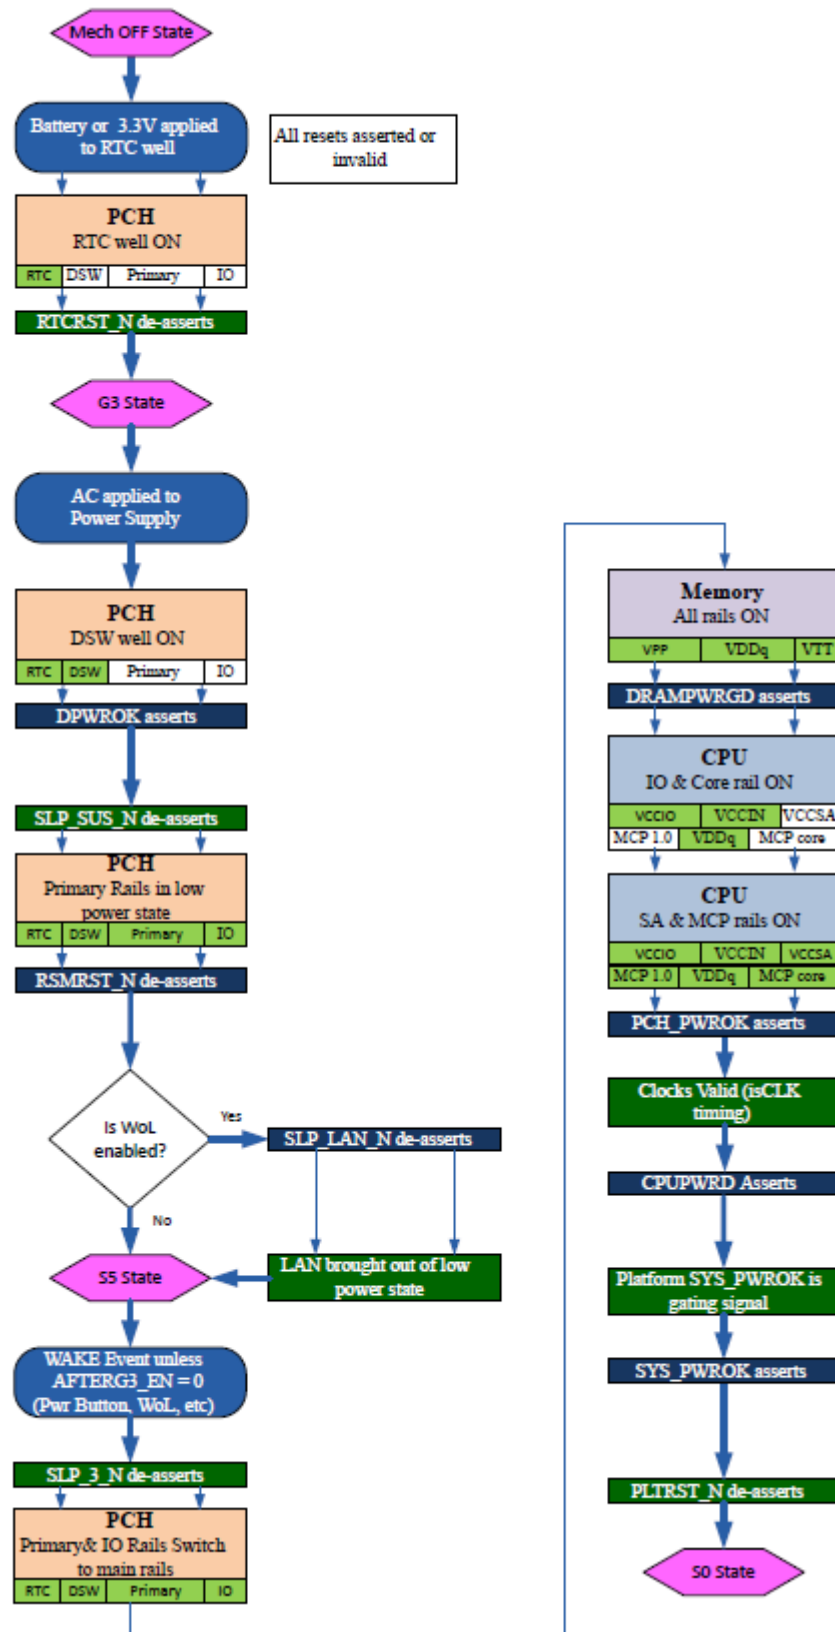 Mech OFF State
Battery or 3.3V applied
to RTC well
All resets asserted or
invalid
PCH
RTC well ON
RTC DSW Primary IO
RTCRST_N de-asserts
G3 State
AC applied to
Power Supply
PCH
DSW well ON
RTC DSW Primary IO
DPWROK asserts
SLP_SUS_N de-asserts
PCH
Primary Rails in low
power state
RTC DSW Primary IO
RSMRST_N de-asserts
Is WoL
enabled?
Yes
SLP_LAN_N de-asserts
No
LAN brought out of low
power state
S5 State
WAKE Event unless
AFTERG3_EN = 0
(Pwr Button, WoL, etc)
SLP_3_N de-asserts
PCH
Primary& IO Rails Switch
to main rails
RTC DSW Primary IO
Memory
All rails ON
VPP VDDq VTT
DRAMPWRGD asserts
CPU
IO & Core rail ON
VCCIO VCCIN VCCSA
MCP 1.0 VDDq MCP core
CPU
SA & MCP rails ON
VCCIO VCCIN VCCSA
MCP 1.0 VDDq MCP core
PCH_PWROK asserts
Clocks Valid (isCLK
timing)
CPUPWRD Asserts
Platform SYS_PWROK is
gating signal
SYS_PWROK asserts
PLTRST_N de-asserts
S0 State